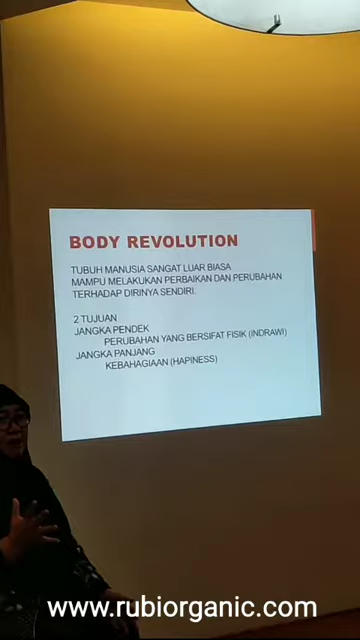 BODY REVOLUTION
TUBUH MANUSIA SANGAT LUAR BIASA
MAMPU MELAKUKAN PERBAIKAN DAN PERUBAHAN
TERHADAP DIRINYA SENDIRI.
2 TUJUAN
JANGKA PENDEK
PERUBAHAN YANG BERSIFAT FISIK (INDRAWI)
JANGKA PANJANG
KEBAHAGIAAN (HAPINESS)
www.rubiorganic.com